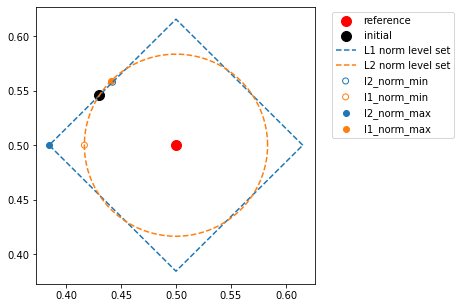 reference
initial
L1 norm level set
L2 norm level set
l2_norm_min
l1_norm_min
l2_norm_max
l1_norm_max
0.60
0.55
0.50
0.45
0.40
0.40 0.45 0.50 0.55 0.60